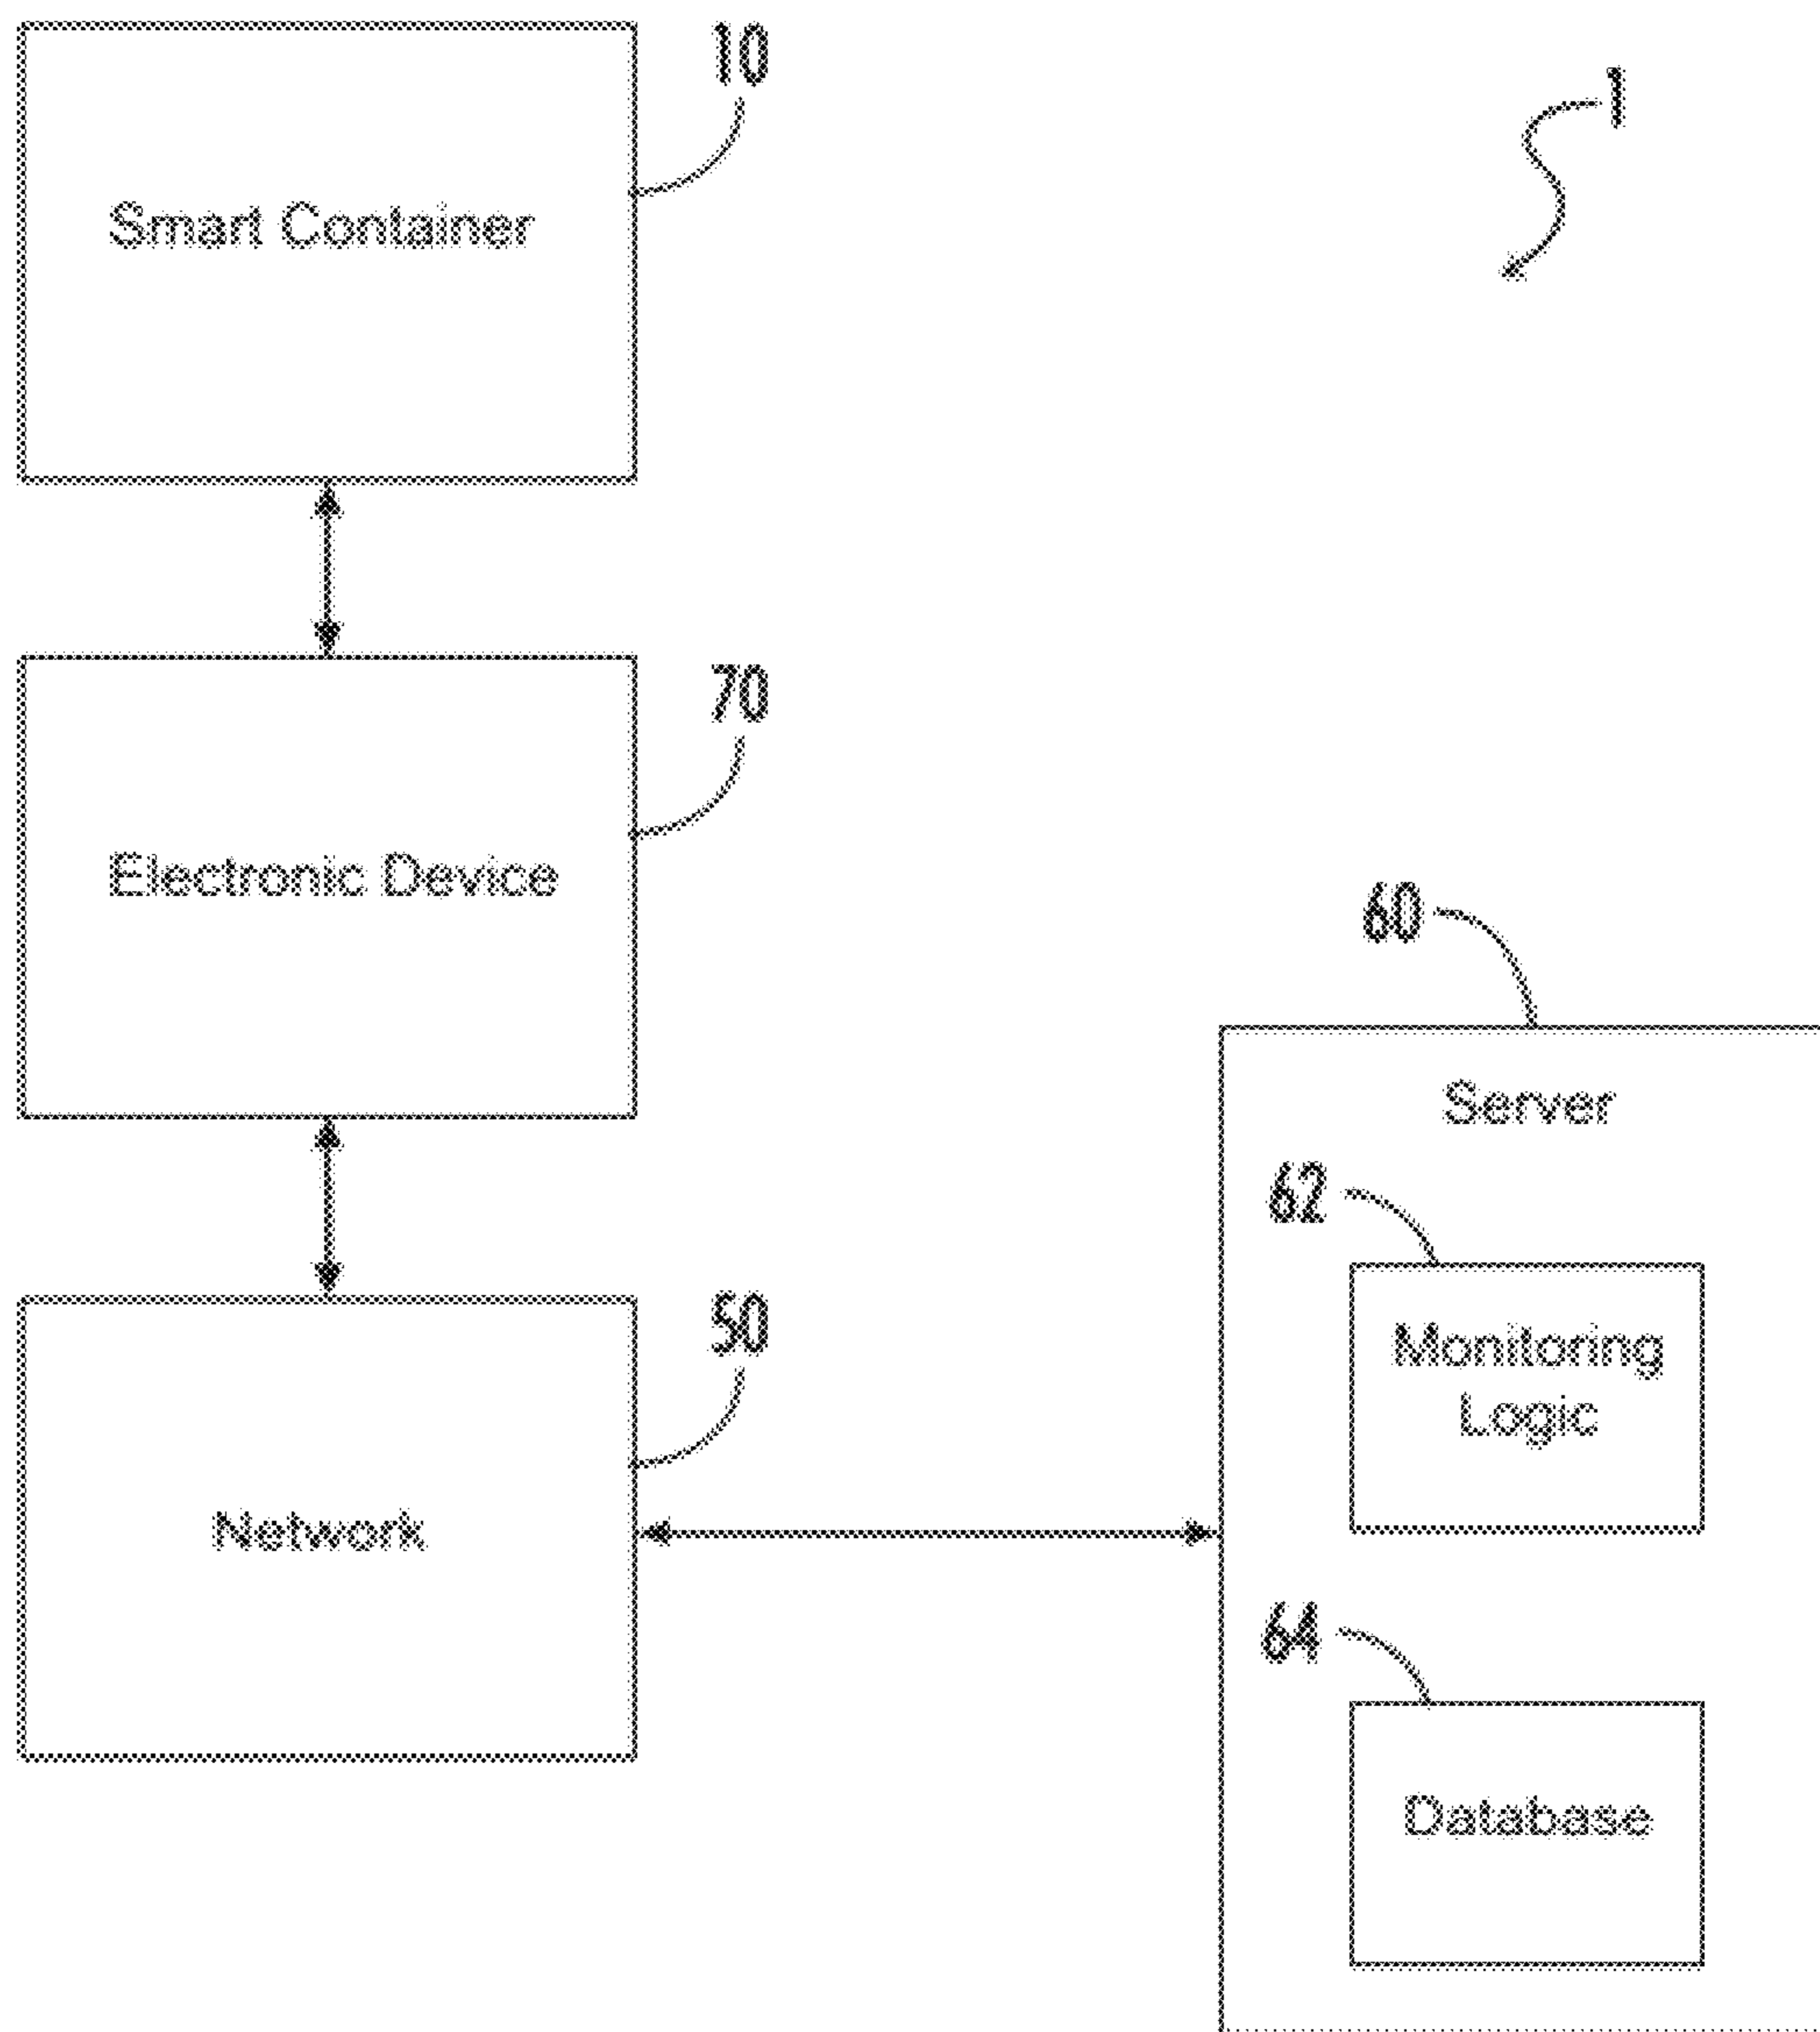 10
1
Smart Container
70
Electronic Device
60
Server
62
50
Monitoring
Logic
Network
64
Database